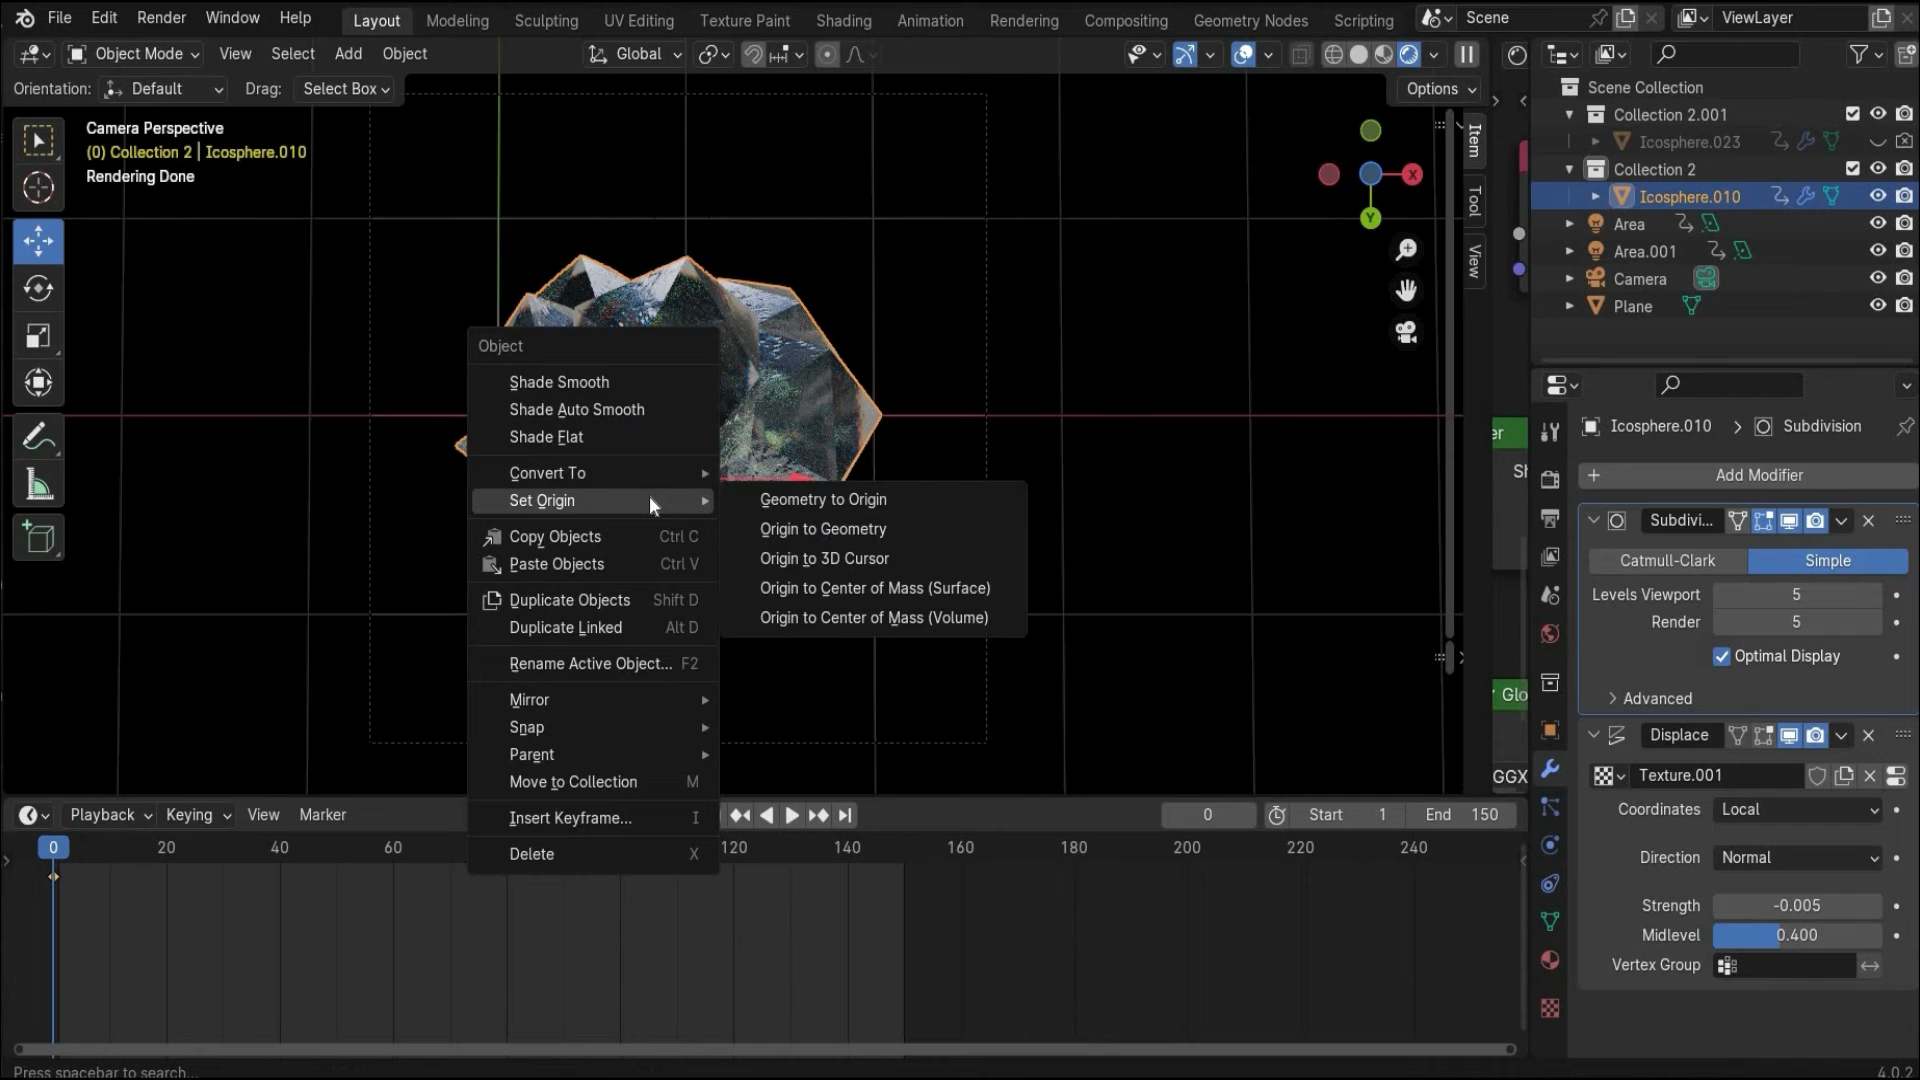 File Edit Render Window Help Layout Modeling Sculpting UV Editing Texture Paint Shading Animation Rendering Compositing Geometry Nodes Scripting Scene ViewLayer
Object Mode View Select Add Object Global
Orientation: Default Drag: Select Box Options
Camera Perspective
(0) Collection 2 | Icosphere.010
Rendering Done
X
Y
Item
Tool
View
Object
Shade Smooth
Shade Auto Smooth
Shade Flat
Convert To
Set Origin
Copy Objects Ctrl C
Paste Objects Ctrl V
Duplicate Objects Shift D
Duplicate Linked Alt D
Rename Active Object... F2
Mirror
Snap
Parent
Move to Collection M
Insert Keyframe... I
Delete X
Geometry to Origin
Origin to Geometry
Origin to 3D Cursor
Origin to Center of Mass (Surface)
Origin to Center of Mass (Volume)
er
Sh
Glo
GGX
Scene Collection
Collection 2.001
Icosphere.023
Collection 2
Icosphere.010
Area
Area.001
Camera
Plane
Icosphere.010 > Subdivision
Add Modifier
Subdivi...
Catmull-Clark Simple
Levels Viewport 5
Render 5
Optimal Display
Advanced
Displace
Texture.001
Coordinates Local
Direction Normal
Strength -0.005
Midlevel 0.400
Vertex Group
Playback Keying View Marker 0 Start 1 End 150
0 20 40 60 120 140 160 180 200 220 240
Press spacebar to search...
4.0.2